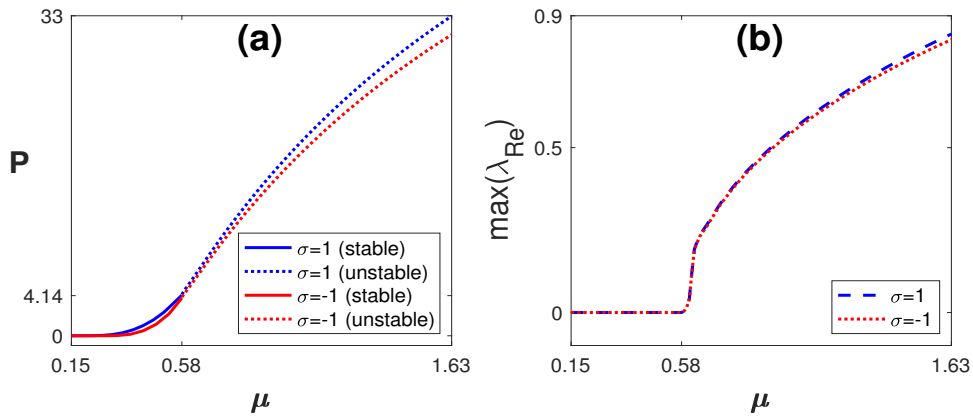 (a)
33
P
4.14
0
σ=1 (stable)
σ=1 (unstable)
σ=-1 (stable)
σ=-1 (unstable)
0.15
0.58
1.63
μ
(b)
0.9
max(λ_Re)
0.5
0
σ=1
σ=-1
0.15
0.58
1.63
μ